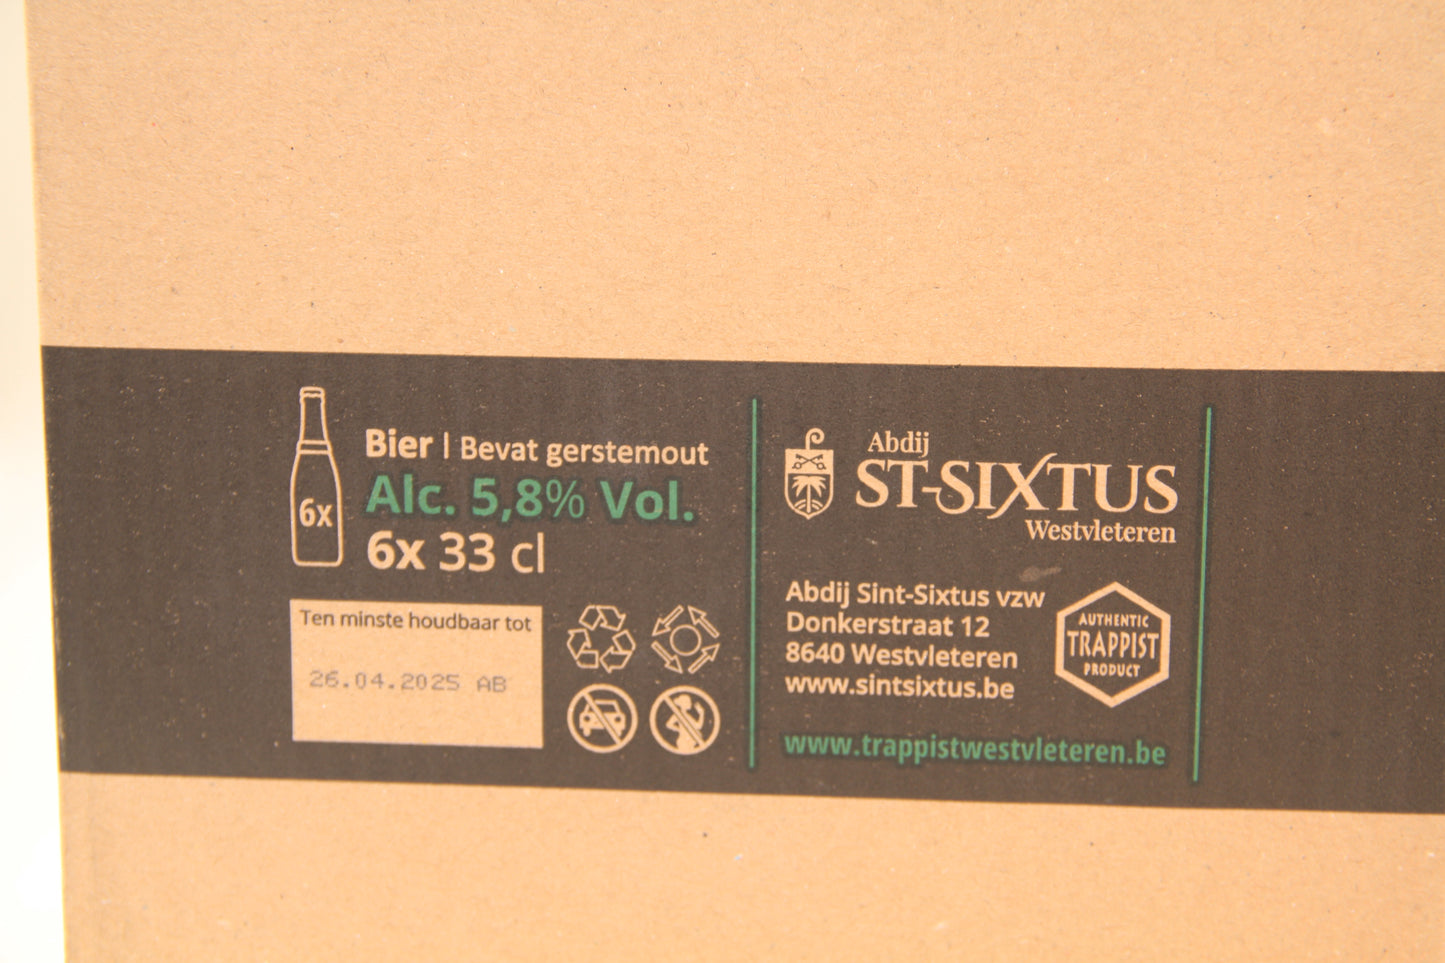 6x
Bier | Bevat gerstemout
Alc. 5,8% Vol.
6x 33 cl
Ten minste houdbaar tot
26.04.2025 AB
Abdij
ST-SIXTUS
Westvleteren
Abdij Sint-Sixtus vzw
Donkerstraat 12
8640 Westvleteren
www.sintsixtus.be
AUTHENTIC
TRAPPIST
PRODUCT
www.trappistwestvleteren.be